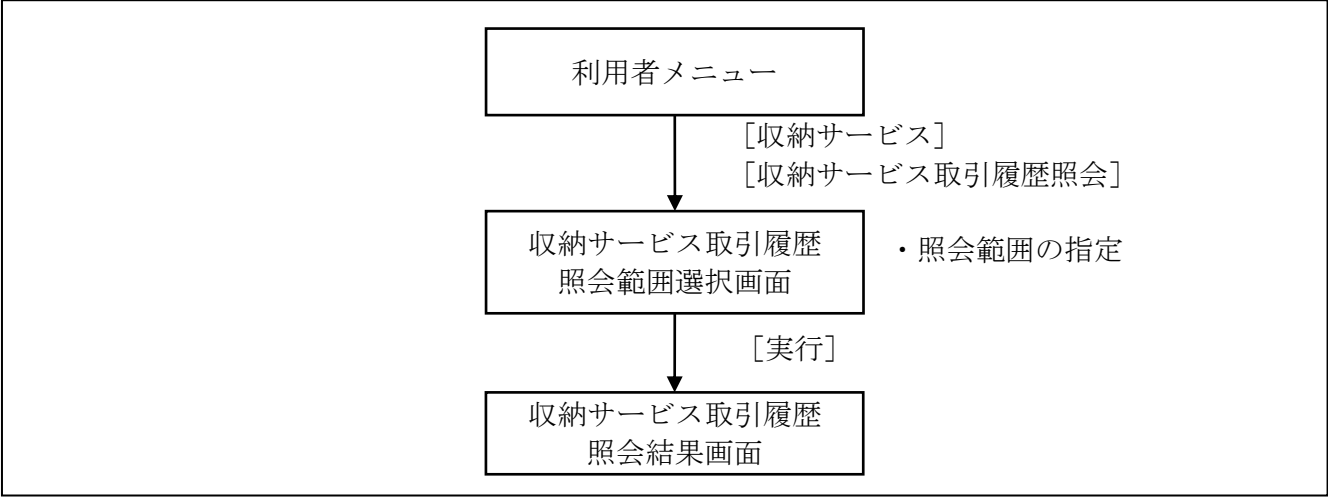 利用者メニュー
［収納サービス］
［収納サービス取引履歴照会］
収納サービス取引履歴
照会範囲選択画面
・照会範囲の指定
［実行］
収納サービス取引履歴
照会結果画面